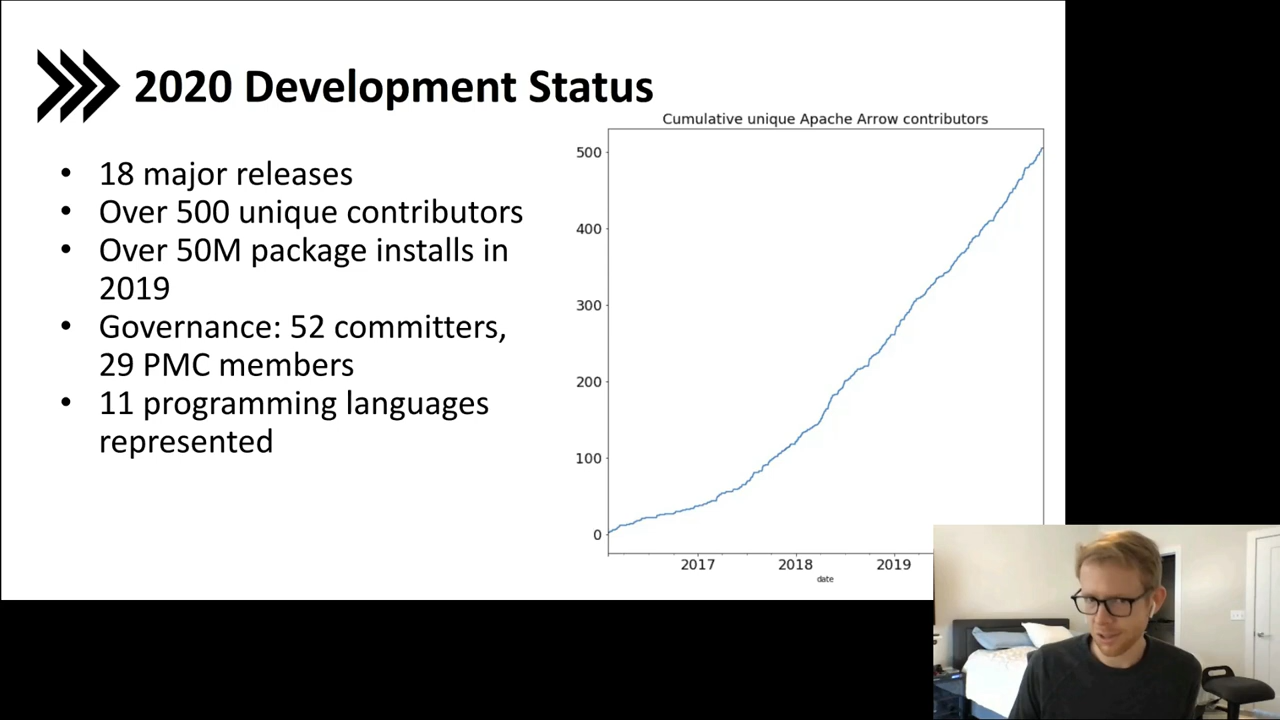 2020 Development Status
• 18 major releases
• Over 500 unique contributors
• Over 50M package installs in
2019
• Governance: 52 committers,
29 PMC members
• 11 programming languages
represented
Cumulative unique Apache Arrow contributors
500
400
300
200
100
0
2017 2018 2019
date